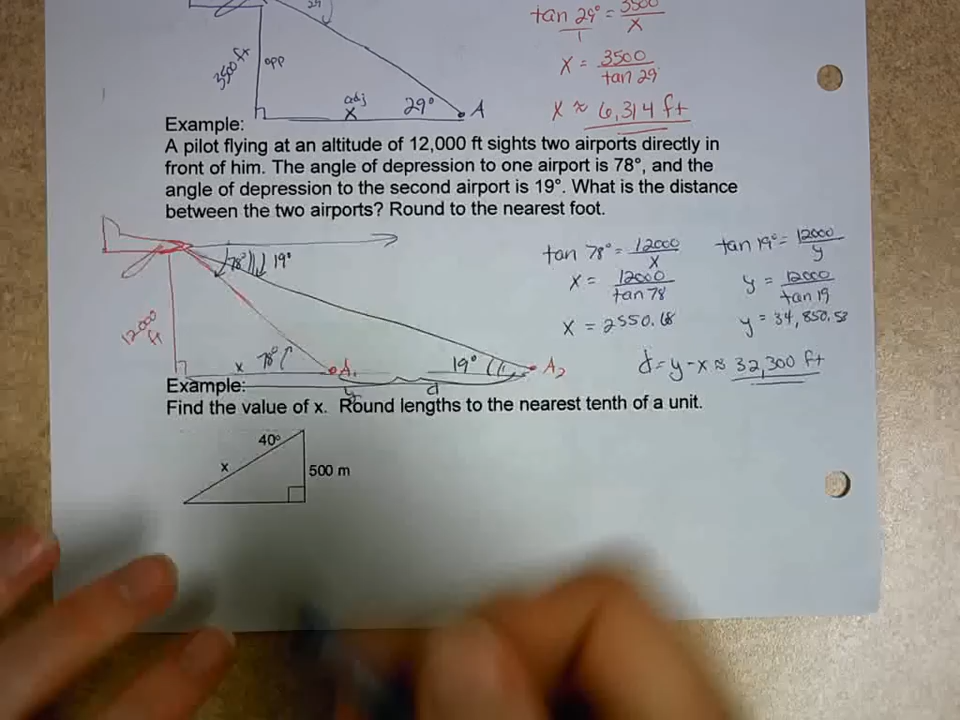 29°
tan 29° = 3500/x
1
3500 ft
opp
x = 3500/tan 29
adj
x
29°
A
x ≈ 6,314 ft
Example:
A pilot flying at an altitude of 12,000 ft sights two airports directly in
front of him. The angle of depression to one airport is 78°, and the
angle of depression to the second airport is 19°. What is the distance
between the two airports? Round to the nearest foot.
78°
19°
12000
ft
x
78°
A₁
19°
A₂
d
tan 78° = 12000/x
x = 12000/tan 78
x = 2550.68
tan 19° = 12000/y
y = 12000/tan 19
y = 34,850.53
d = y - x ≈ 32,300 ft
Example:
Find the value of x. Round lengths to the nearest tenth of a unit.
40°
x
500 m